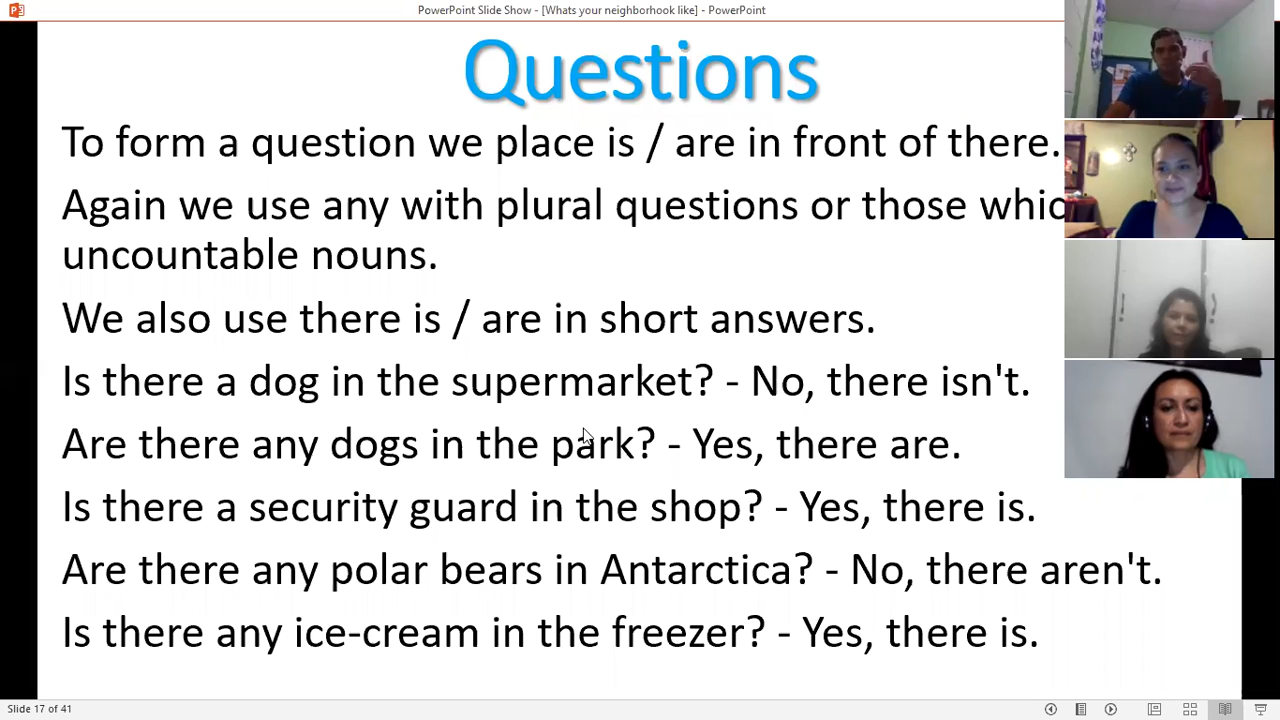 PowerPoint Slide Show - [Whats your neighborhook like] - PowerPoint
Questions
To form a question we place is / are in front of there.
Again we use any with plural questions or those
uncountable nouns.
We also use there is / are in short answers.
Is there a dog in the supermarket? - No, there isn't.
Are there any dogs in the park? - Yes, there are.
Is there a security guard in the shop? - Yes, there is.
Are there any polar bears in Antarctica? - No, there aren't.
Is there any ice-cream in the freezer? - Yes, there is.
Slide 17 of 41